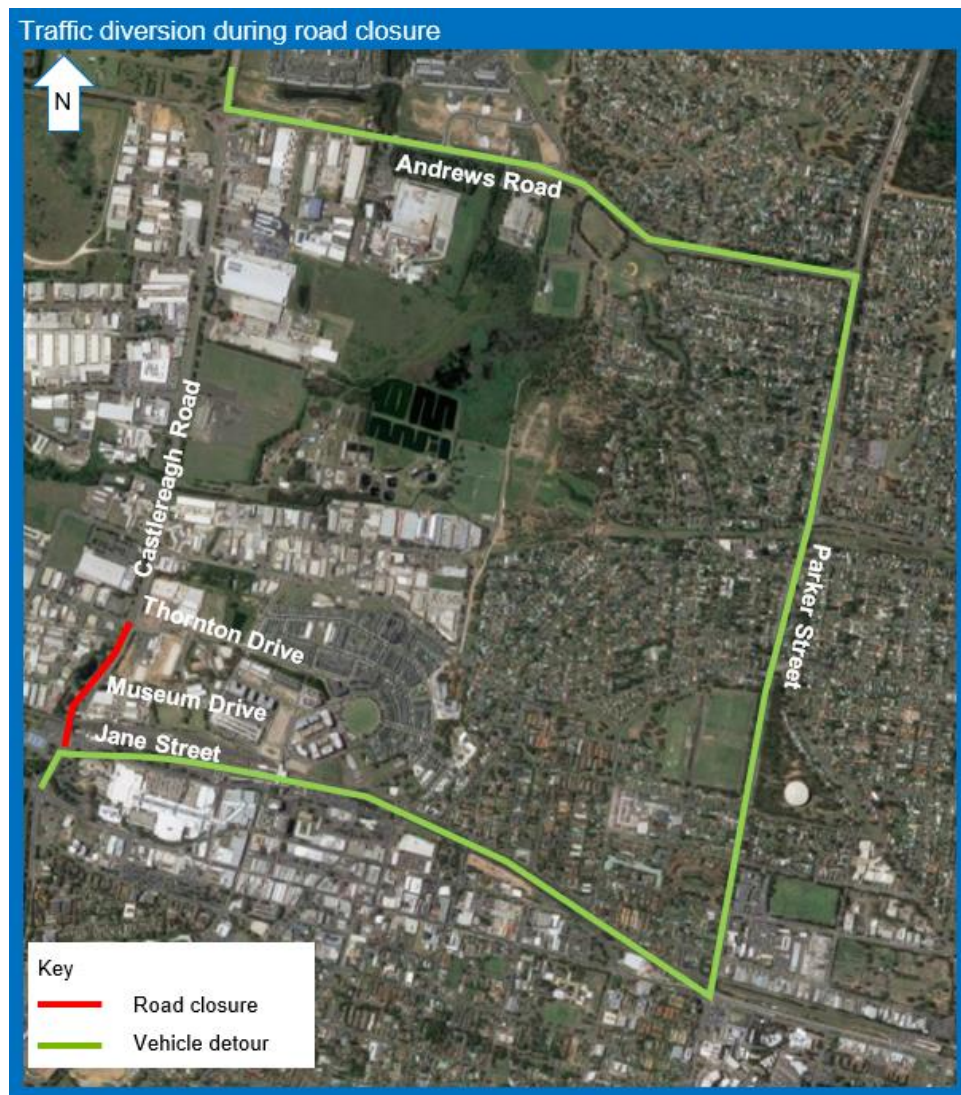 Traffic diversion during road closure
N
Andrews Road
Castlereagh Road
Parker Street
Thornton Drive
Museum Drive
Jane Street
Key
Road closure
Vehicle detour